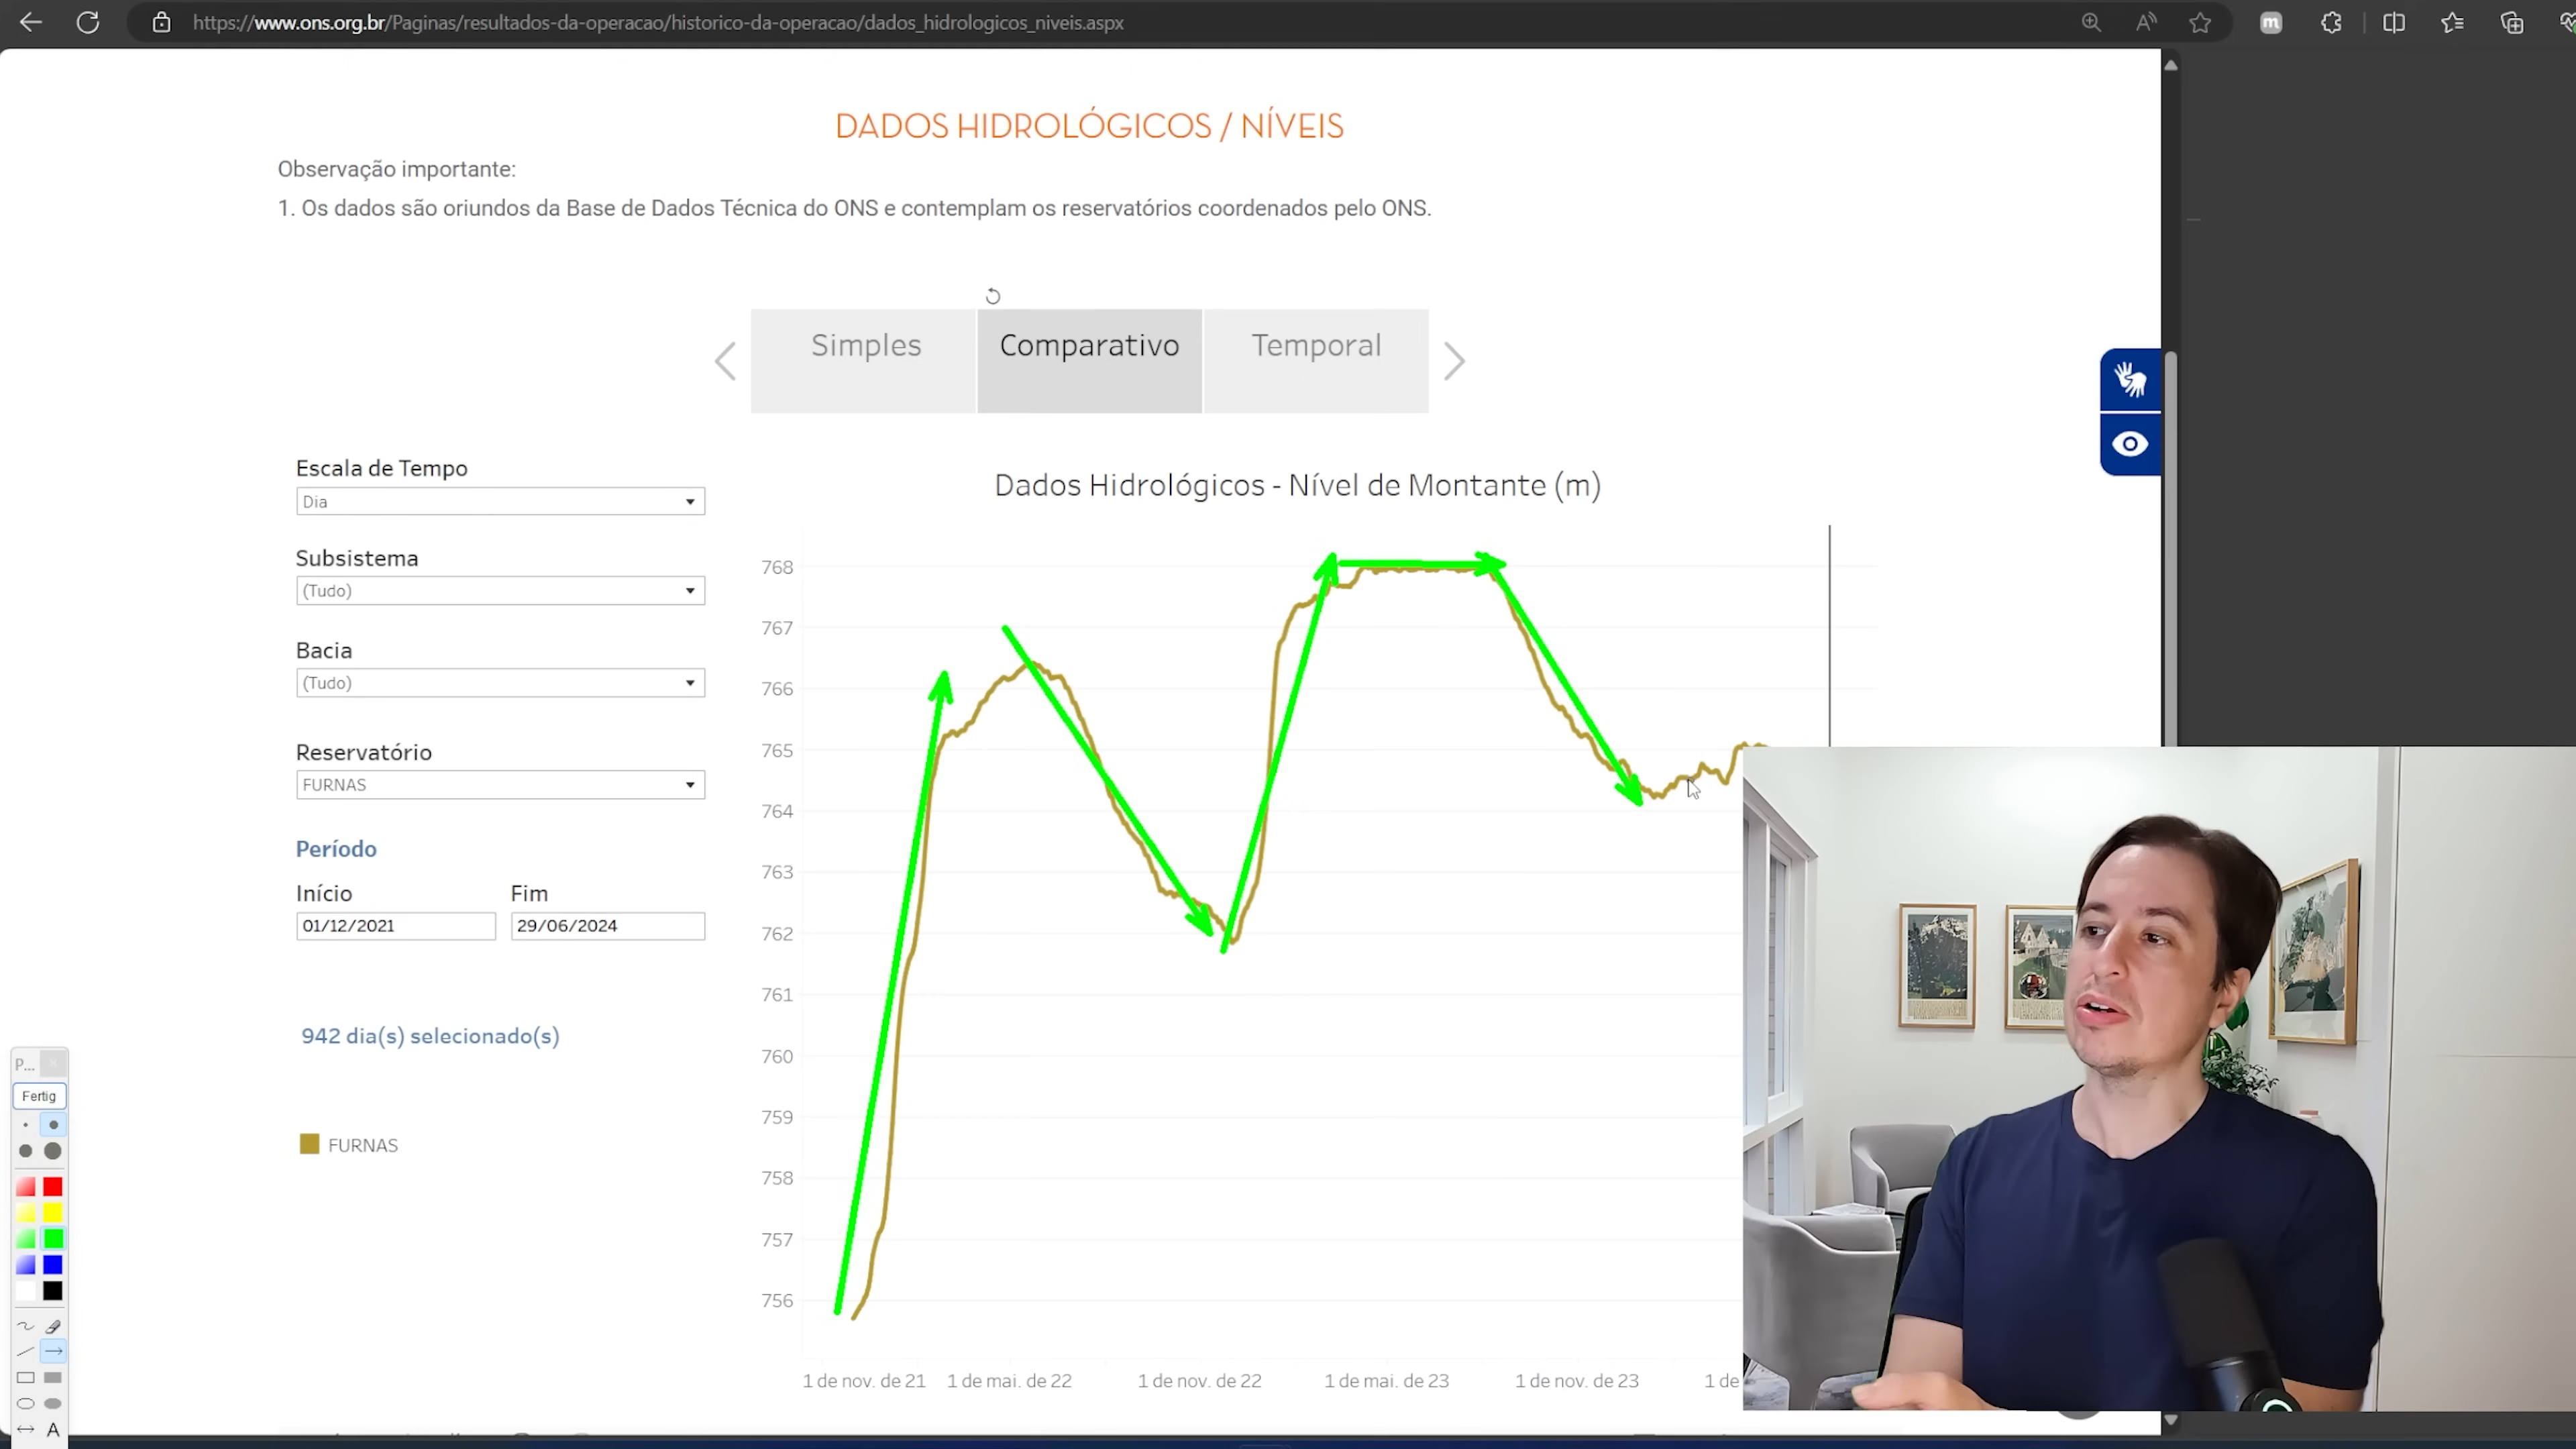 https://www.ons.org.br/Paginas/resultados-da-operacao/historico-da-operacao/dados_hidrologicos_niveis.aspx
DADOS HIDROLÓGICOS / NÍVEIS
Observação importante:
1. Os dados são oriundos da Base de Dados Técnica do ONS e contemplam os reservatórios coordenados pelo ONS.
Simples
Comparativo
Temporal
Escala de Tempo
Dia
Subsistema
(Tudo)
Bacia
(Tudo)
Reservatório
FURNAS
Período
Início
Fim
01/12/2021
29/06/2024
942 dia(s) selecionado(s)
FURNAS
Dados Hidrológicos - Nível de Montante (m)
768
767
766
765
764
763
762
761
760
759
758
757
756
1 de nov. de 21
1 de mai. de 22
1 de nov. de 22
1 de mai. de 23
1 de nov. de 23
1 de
P...
Fertig
A